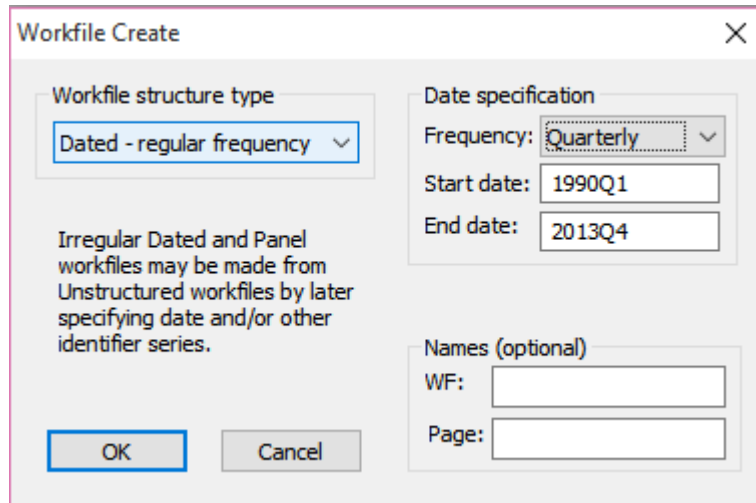 Workfile Create
Workfile structure type
Dated - regular frequency
Irregular Dated and Panel
workfiles may be made from
Unstructured workfiles by later
specifying date and/or other
identifier series.
Date specification
Frequency: Quarterly
Start date: 1990Q1
End date: 2013Q4
Names (optional)
WF:
Page:
OK
Cancel